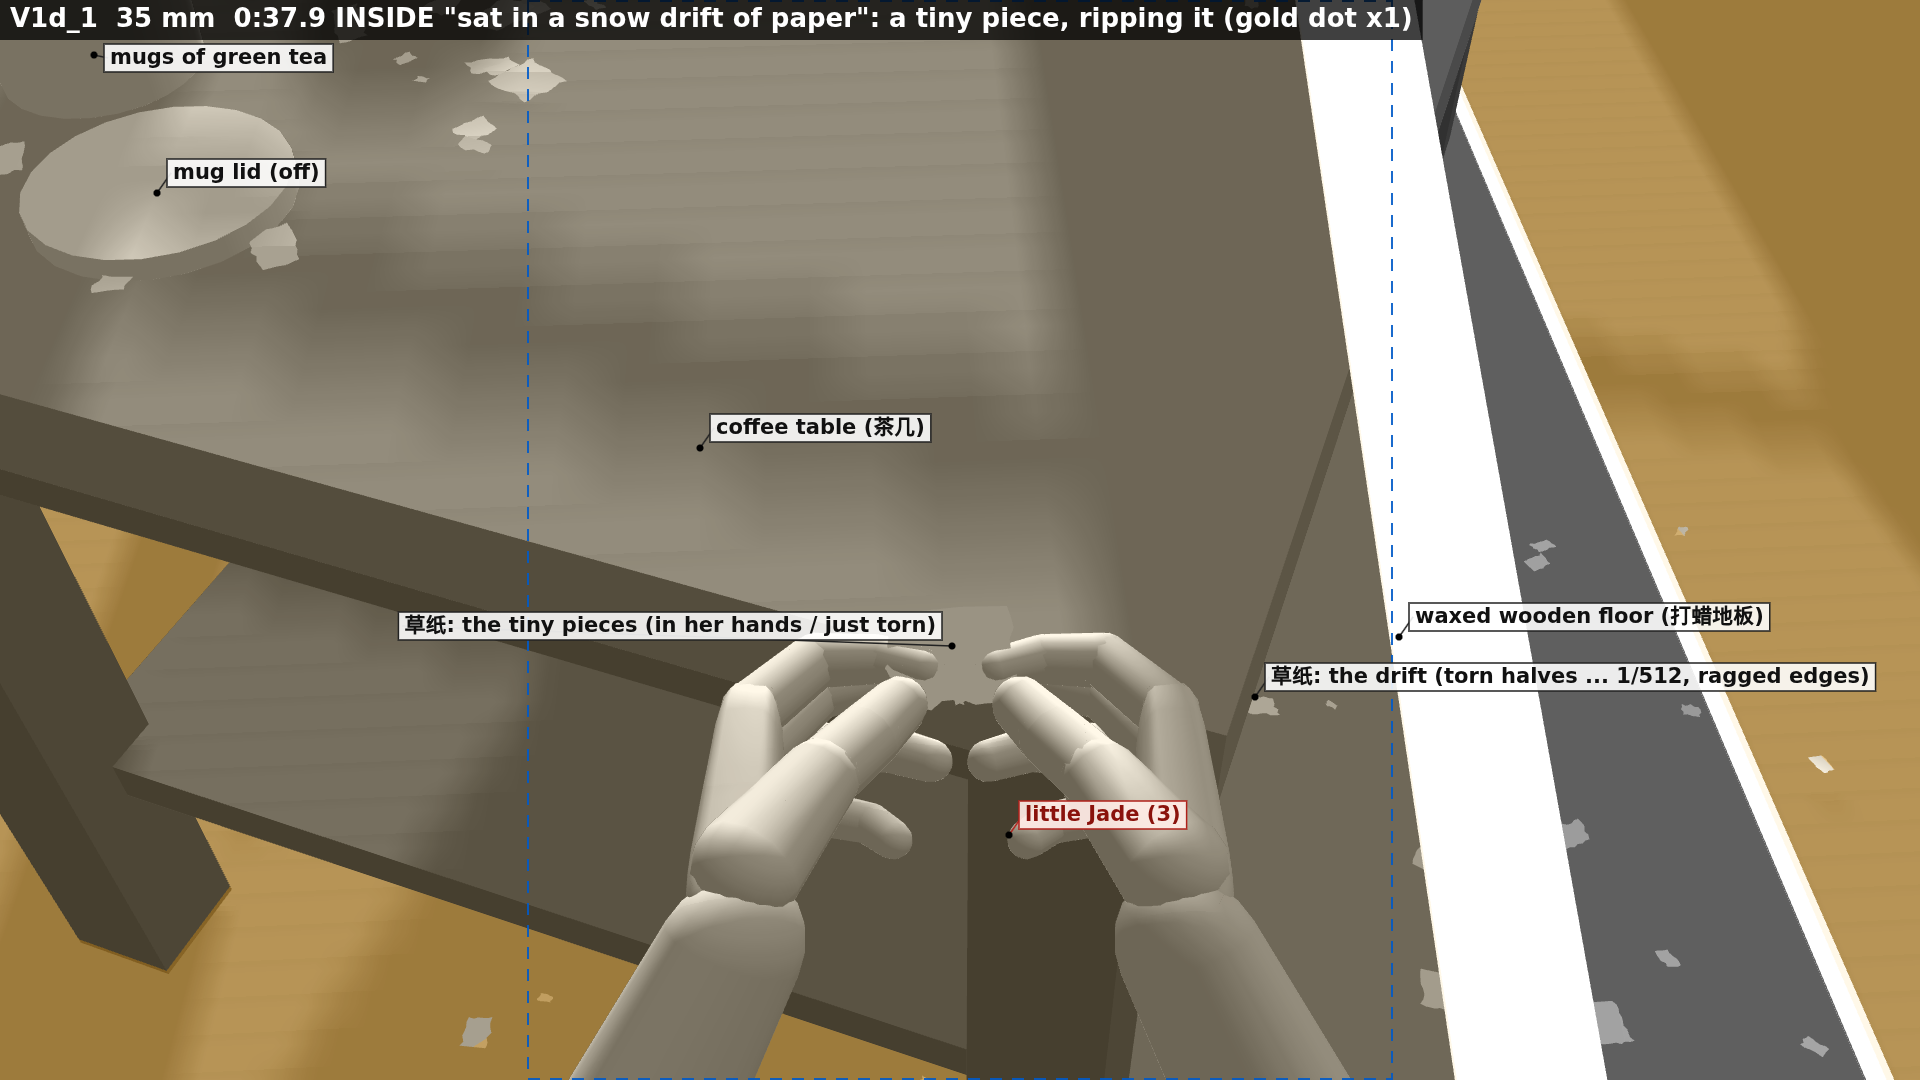 V1d_1 35 mm 0:37.9 INSIDE "sat in a snow drift of paper": a tiny piece, ripping it (gold dot x1)
mugs of green tea
mug lid (off)
coffee table (茶几)
草纸: the tiny pieces (in her hands / just torn)
waxed wooden floor (打蜡地板)
草纸: the drift (torn halves ... 1/512, ragged edges)
little Jade (3)